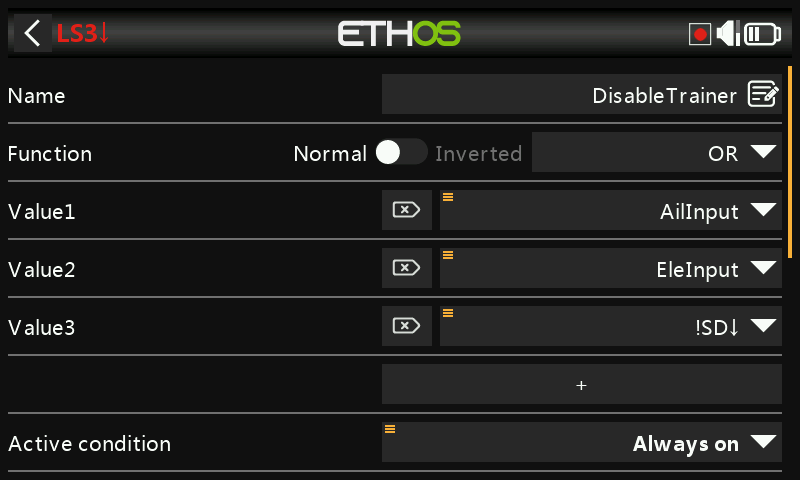 LS3↓ ETHOS
Name DisableTrainer
Function Normal Inverted OR
Value1 AilInput
Value2 EleInput
Value3 !SD↓
+
Active condition Always on